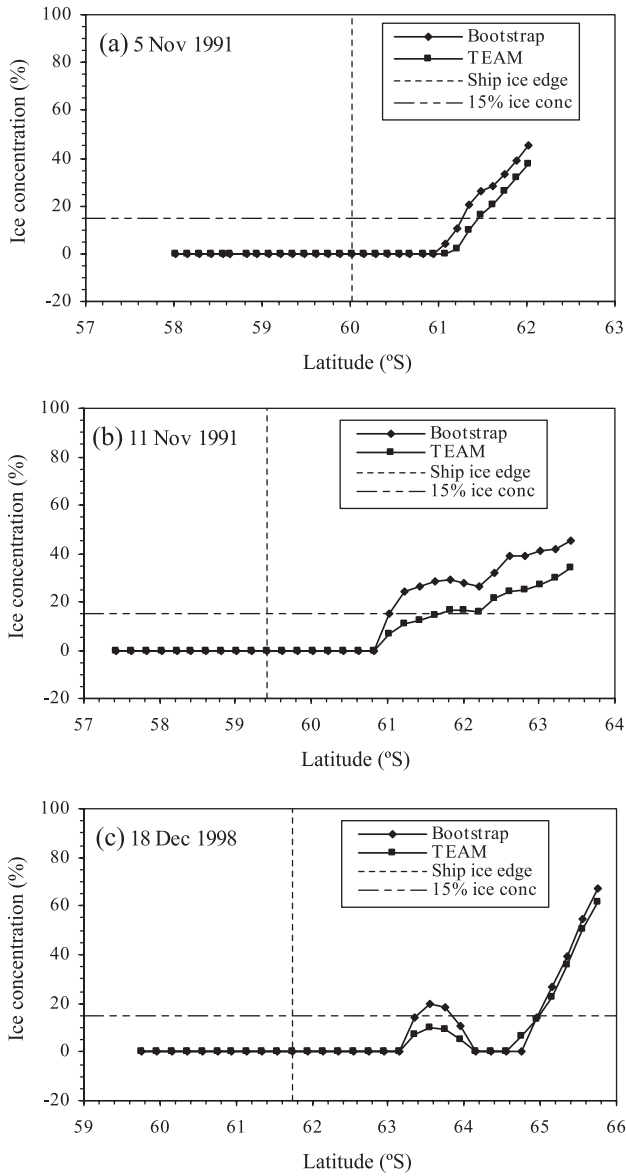 (a) 5 Nov 1991
Bootstrap
TEAM
Ship ice edge
15% ice conc
Ice concentration (%)
100
80
60
40
20
0
-20
57 58 59 60 61 62 63
Latitude (ºS)
(b) 11 Nov 1991
Bootstrap
TEAM
Ship ice edge
15% ice conc
Ice concentration (%)
100
80
60
40
20
0
-20
57 58 59 60 61 62 63 64
Latitude (ºS)
(c) 18 Dec 1998
Bootstrap
TEAM
Ship ice edge
15% ice conc
Ice concentration (%)
100
80
60
40
20
0
-20
59 60 61 62 63 64 65 66
Latitude (ºS)